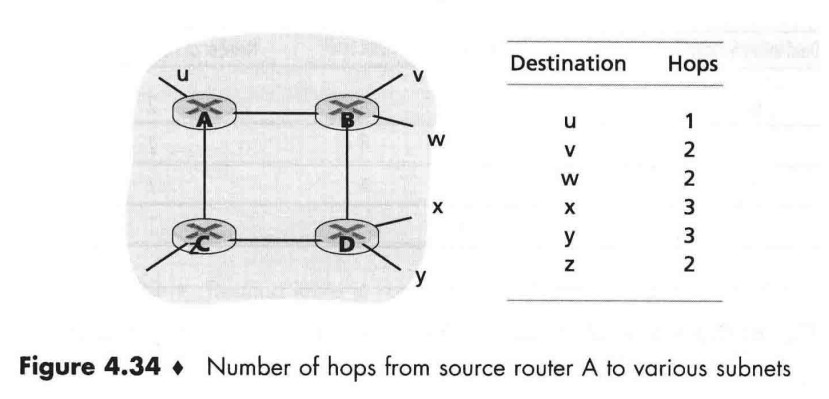 u
v
A
B
w
x
C
D
z
y
Destination Hops
u 1
v 2
w 2
x 3
y 3
z 2
Figure 4.34 ♦ Number of hops from source router A to various subnets